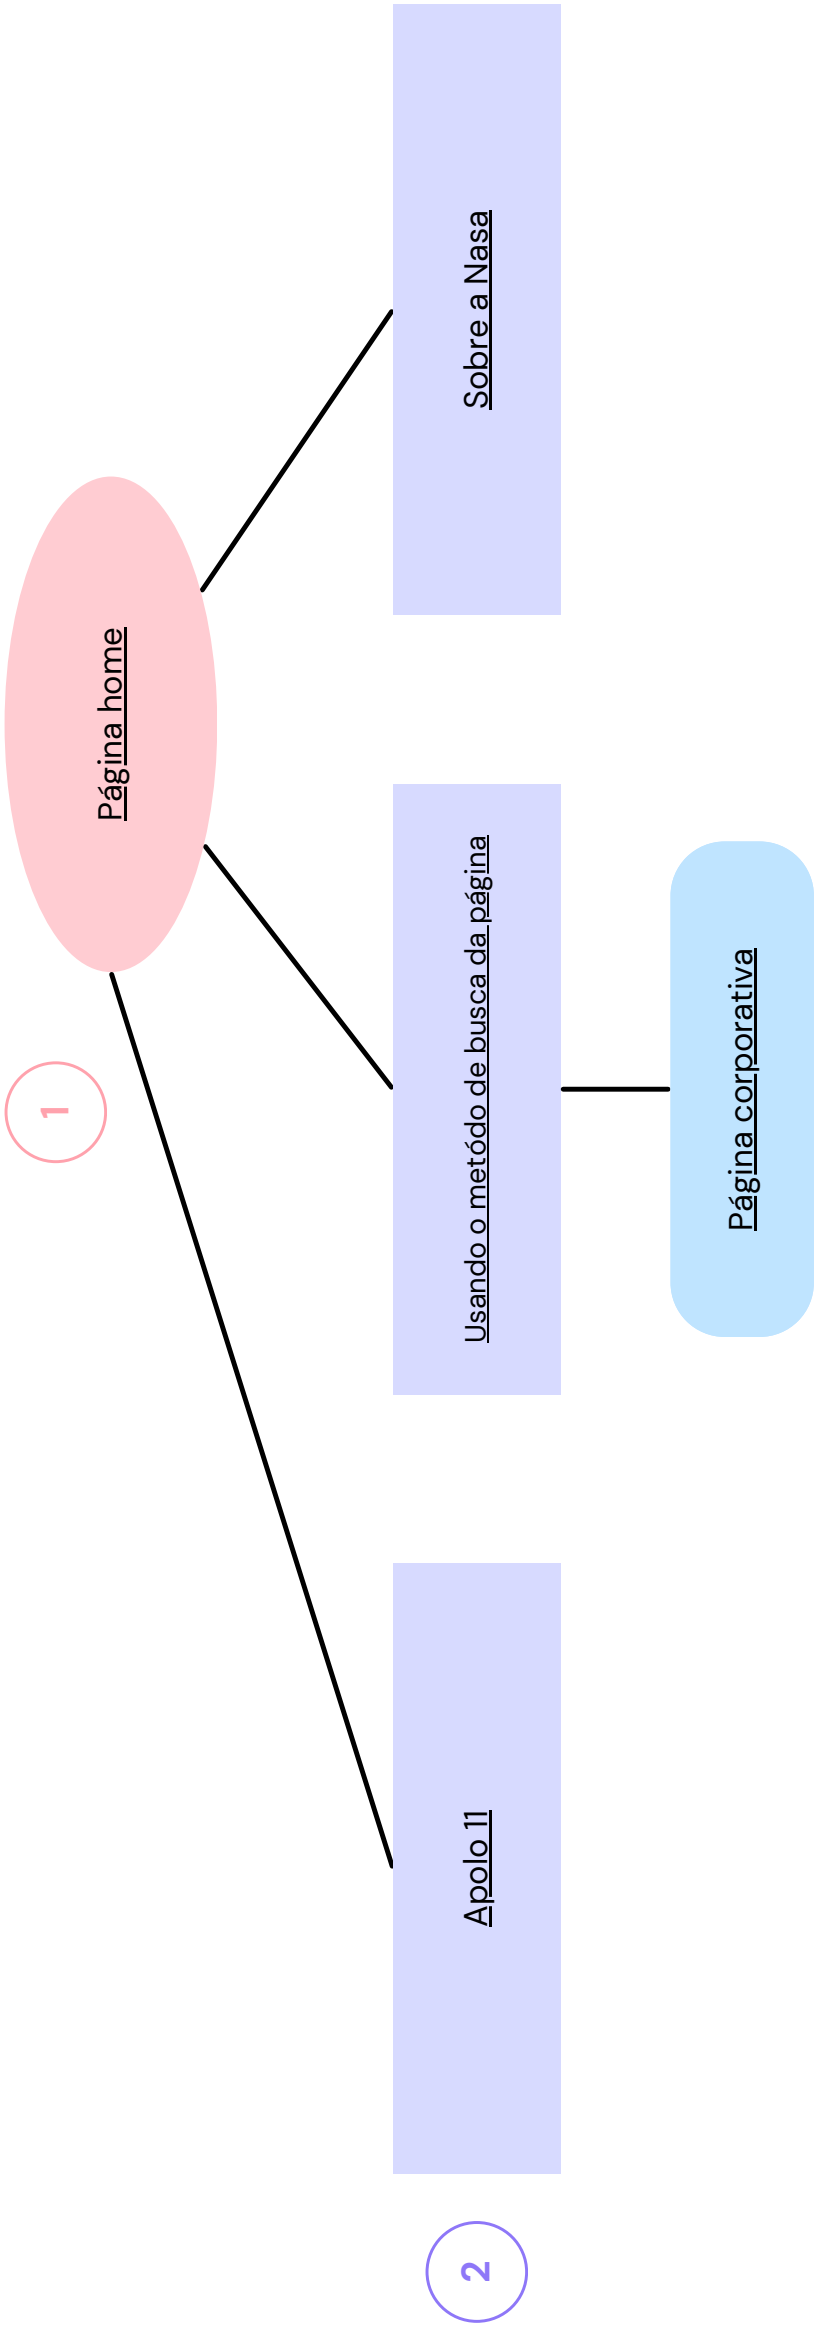 Página home
1
2
Apolo 11
Usando o metódo de busca da página
Sobre a Nasa
Página corporativa